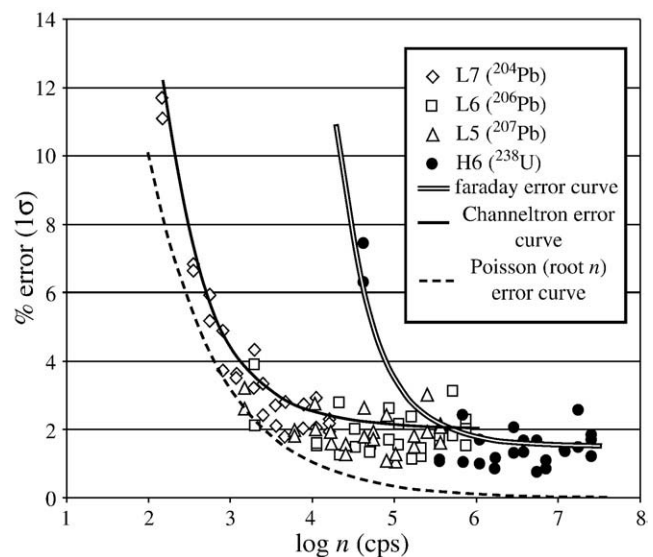 14
12
10
8
6
4
2
0
% error (1σ)
L7 (²⁰⁴Pb)
L6 (²⁰⁶Pb)
L5 (²⁰⁷Pb)
H6 (²³⁸U)
faraday error curve
Channeltron error
curve
Poisson (root n)
error curve
1 2 3 4 5 6 7 8
log n (cps)